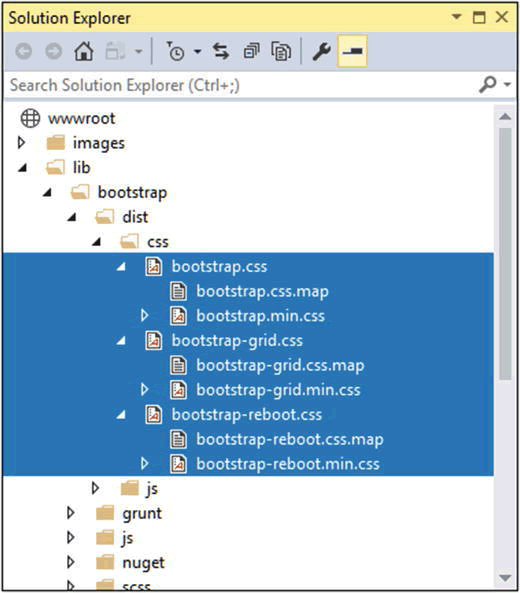 Solution Explorer
Search Solution Explorer (Ctrl+;)
wwwroot
images
lib
bootstrap
dist
css
bootstrap.css
bootstrap.css.map
bootstrap.min.css
bootstrap-grid.css
bootstrap-grid.css.map
bootstrap-grid.min.css
bootstrap-reboot.css
bootstrap-reboot.css.map
bootstrap-reboot.min.css
js
grunt
js
nuget
scss